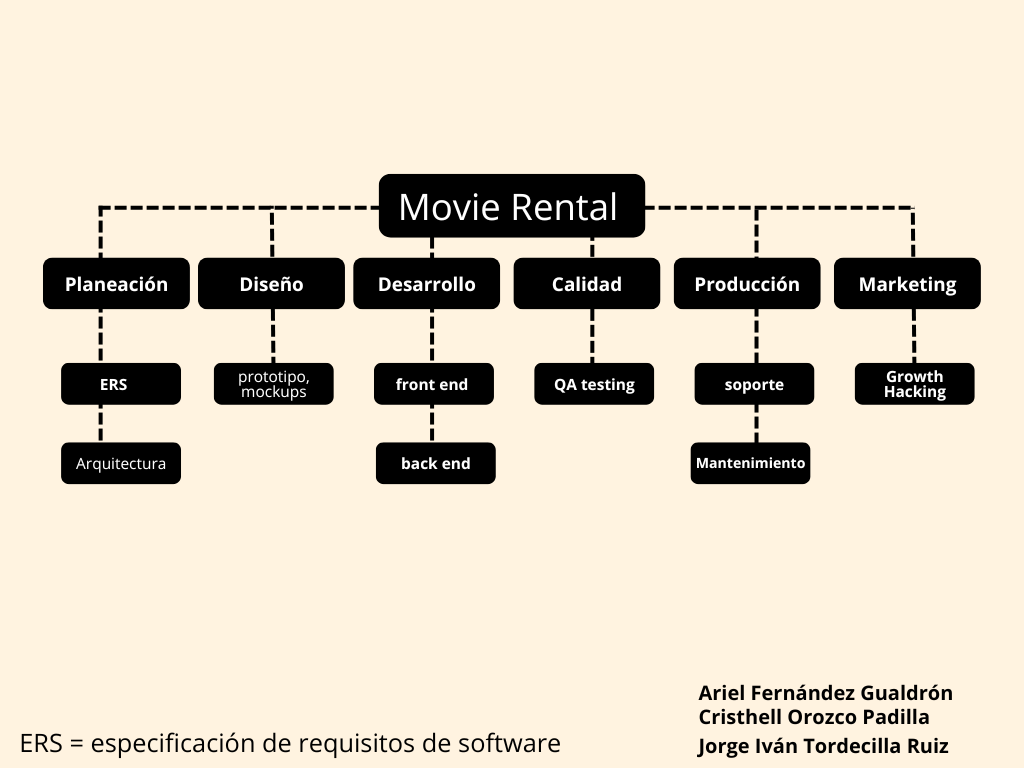 Movie Rental
Planeación
Diseño
Desarrollo
Calidad
Producción
Marketing
ERS
prototipo,
mockups
front end
QA testing
soporte
Growth
Hacking
Arquitectura
back end
Mantenimiento
Ariel Fernández Gualdrón
Cristhell Orozco Padilla
Jorge Iván Tordecilla Ruiz
ERS = especificación de requisitos de software